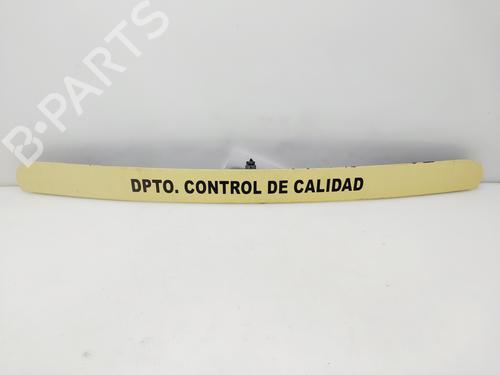 B-PARTS
DPTO. CONTROL DE CALIDAD